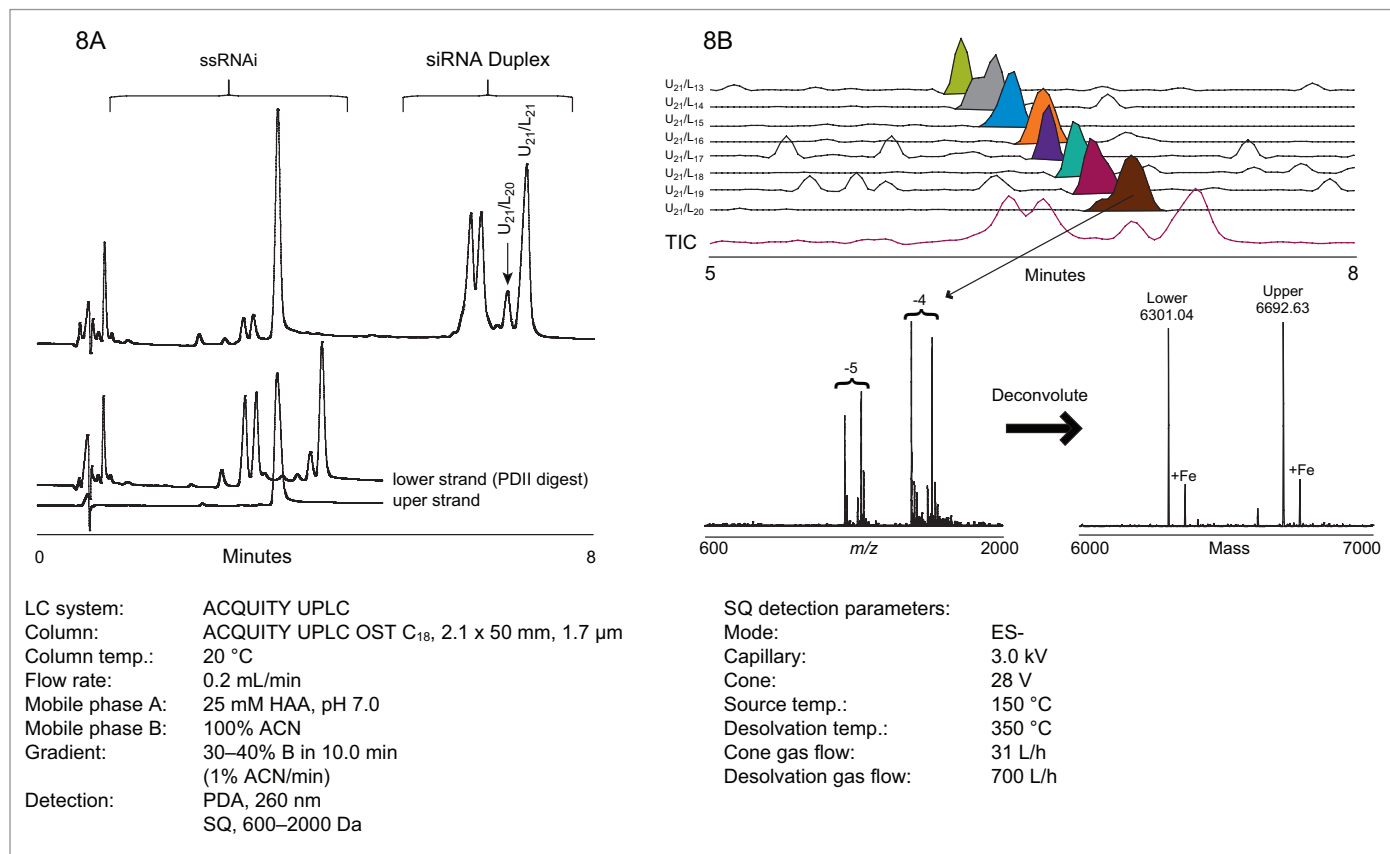 8A
ssRNAi
siRNA Duplex
U₂₁/L₂₀
U₂₁/L₂₁
lower strand (PDII digest)
uper strand
0
Minutes
8
8B
U₂₁/L₁₃
U₂₁/L₁₄
U₂₁/L₁₅
U₂₁/L₁₆
U₂₁/L₁₇
U₂₁/L₁₈
U₂₁/L₁₉
U₂₁/L₂₀
TIC
5
Minutes
8
-5
-4
600
m/z
2000
Deconvolute
Lower
6301.04
Upper
6692.63
+Fe
+Fe
6000
Mass
7000
LC system: ACQUITY UPLC
Column: ACQUITY UPLC OST C₁₈, 2.1 x 50 mm, 1.7 µm
Column temp.: 20 °C
Flow rate: 0.2 mL/min
Mobile phase A: 25 mM HAA, pH 7.0
Mobile phase B: 100% ACN
Gradient: 30–40% B in 10.0 min
(1% ACN/min)
Detection: PDA, 260 nm
SQ, 600–2000 Da
SQ detection parameters:
Mode: ES-
Capillary: 3.0 kV
Cone: 28 V
Source temp.: 150 °C
Desolvation temp.: 350 °C
Cone gas flow: 31 L/h
Desolvation gas flow: 700 L/h